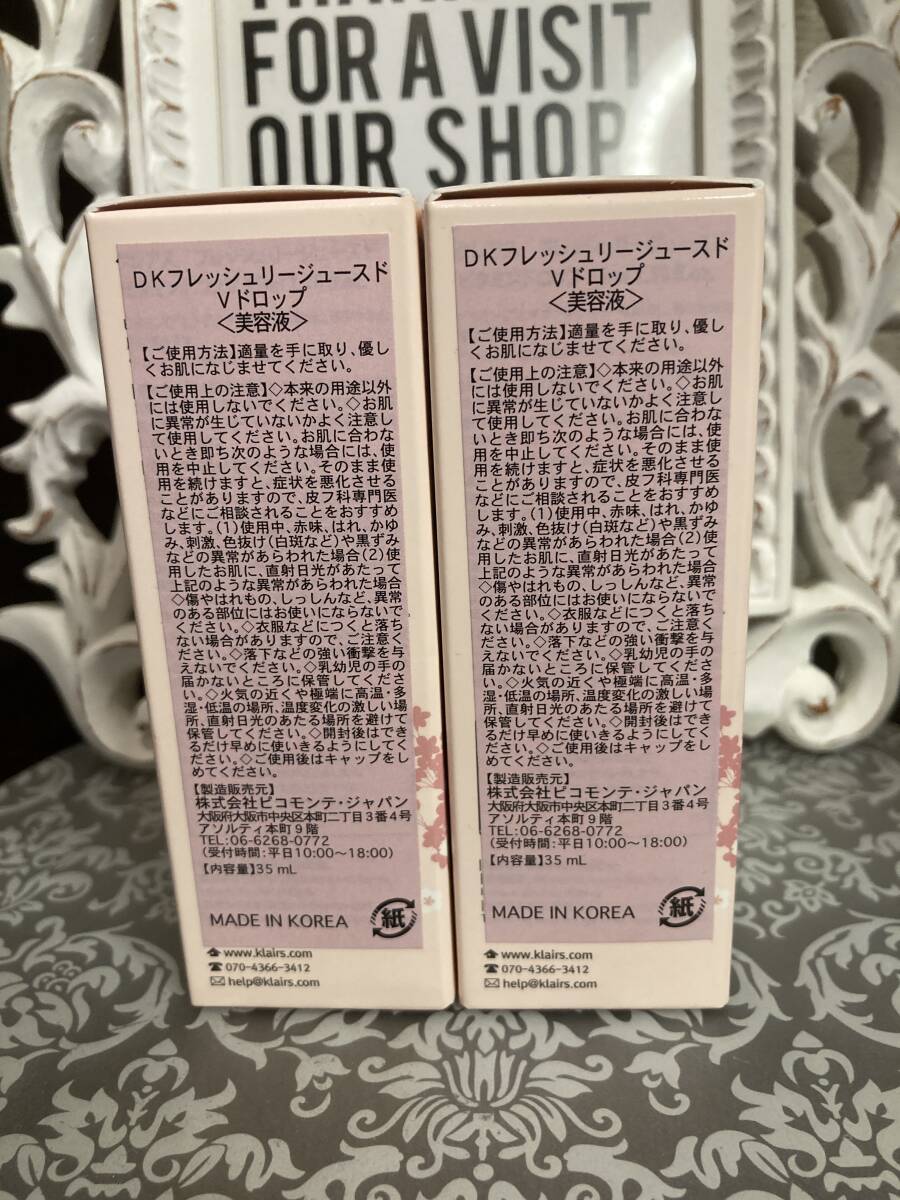 FOR A VISIT
OUR SHOP
DKフレッシュリージュースド
Vドロップ
〈美容液〉
【ご使用方法】適量を手に取り、優し
くお肌になじませてください。
【ご使用上の注意】◇本来の用途以外
には使用しないでください。◇お肌
に異常が生じていないかよく注意し
て使用してください。お肌に合わな
いとき即ち次のような場合には、使
用を中止してください。そのまま使
用を続けますと、症状を悪化させる
ことがありますので、皮フ科専門医
などにご相談されることをおすすめ
します。(1)使用中、赤味、はれ、かゆ
み、刺激、色抜け(白斑など)や黒ずみ
などの異常があらわれた場合(2)使
用したお肌に、直射日光があたって
上記のような異常があらわれた場合
◇傷やはれもの、しっしんなど、異常
のある部位にはお使いにならないで
ください。◇衣服などにつくと落ち
ない場合がありますので、ご注意く
ださい。◇落下などの強い衝撃を与
えないでください。◇乳幼児の手の
届かないところに保管してくださ
い。◇火気の近くや極端に高温・多
湿・低温の場所、温度変化の激しい場
所、直射日光のあたる場所を避けて
保管してください。◇開封後はでき
るだけ早めに使いきるようにしてく
ださい。◇ご使用後はキャップをし
めてください。
【製造販売元】
株式会社ピコモンテ・ジャパン
大阪府大阪市中央区本町二丁目3番4号
アソルティ本町9階
TEL:06-6268-0772
(受付時間:平日10:00〜18:00)
【内容量】35 mL
MADE IN KOREA
紙
www.klairs.com
070-4366-3412
help@klairs.com
DKフレッシュリージュースド
Vドロップ
〈美容液〉
【ご使用方法】適量を手に取り、優し
くお肌になじませてください。
【ご使用上の注意】◇本来の用途以外
には使用しないでください。◇お肌
に異常が生じていないかよく注意し
て使用してください。お肌に合わな
いとき即ち次のような場合には、使
用を中止してください。そのまま使
用を続けますと、症状を悪化させる
ことがありますので、皮フ科専門医
などにご相談されることをおすすめ
します。(1)使用中、赤味、はれ、かゆ
み、刺激、色抜け(白斑など)や黒ずみ
などの異常があらわれた場合(2)使
用したお肌に、直射日光があたって
上記のような異常があらわれた場合
◇傷やはれもの、しっしんなど、異常
のある部位にはお使いにならないで
ください。◇衣服などにつくと落ち
ない場合がありますので、ご注意く
ださい。◇落下などの強い衝撃を与
えないでください。◇乳幼児の手の
届かないところに保管してくださ
い。◇火気の近くや極端に高温・多
湿・低温の場所、温度変化の激しい場
所、直射日光のあたる場所を避けて
保管してください。◇開封後はでき
るだけ早めに使いきるようにしてく
ださい。◇ご使用後はキャップをし
めてください。
【製造販売元】
株式会社ピコモンテ・ジャパン
大阪府大阪市中央区本町二丁目3番4号
アソルティ本町9階
TEL:06-6268-0772
(受付時間:平日10:00〜18:00)
【内容量】35 mL
MADE IN KOREA
紙
www.klairs.com
070-4366-3412
help@klairs.com